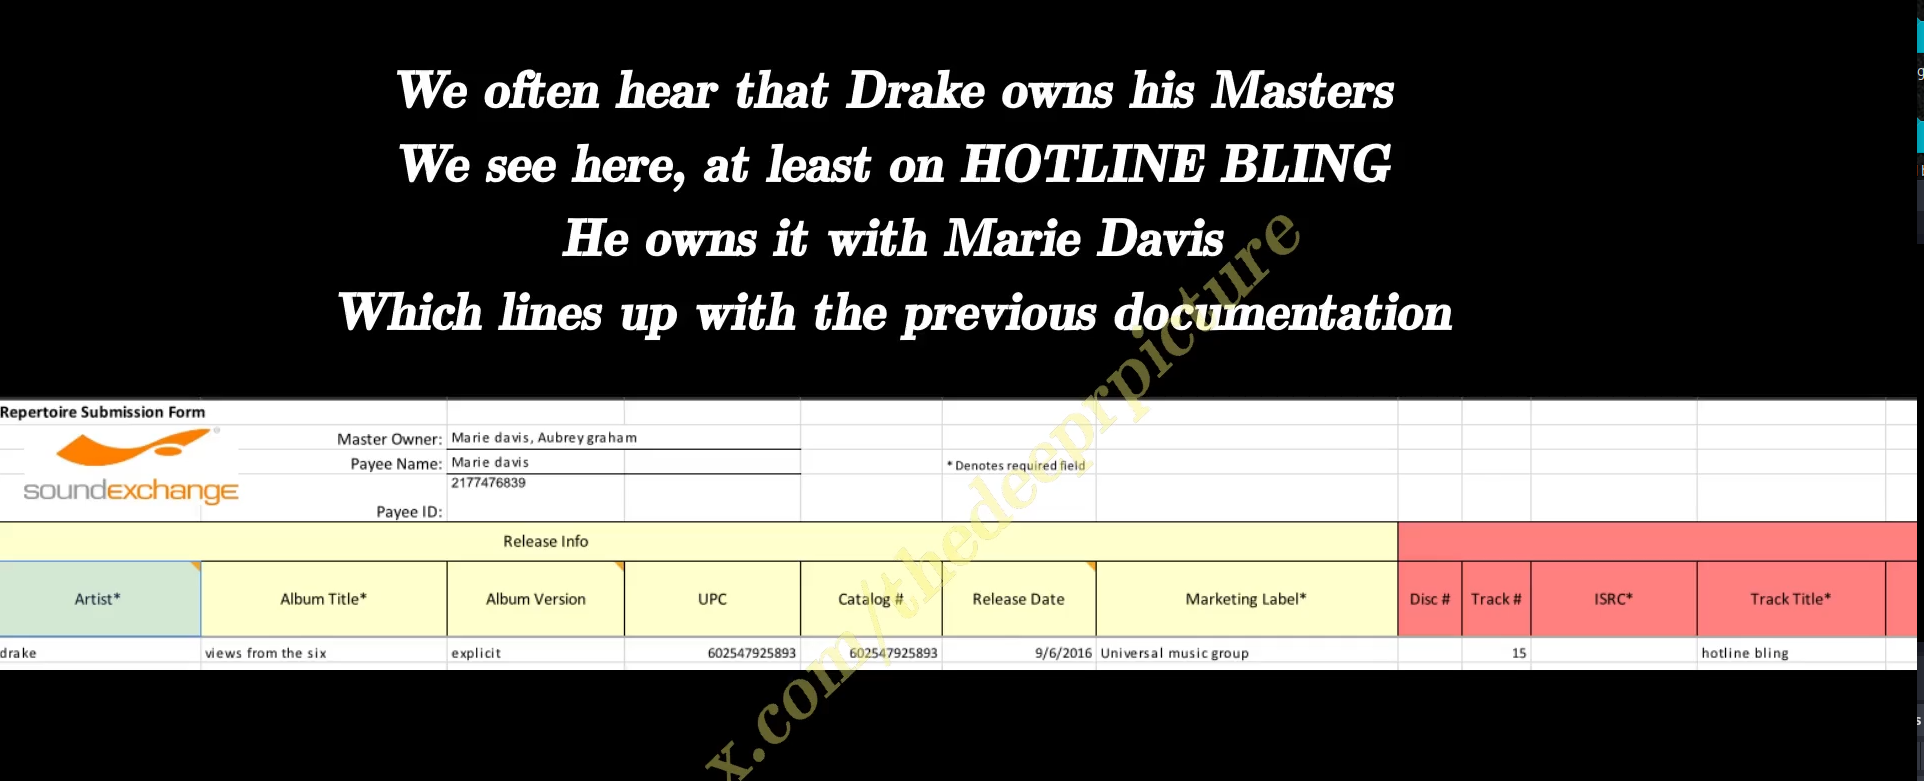 We often hear that Drake owns his Masters
We see here, at least on HOTLINE BLING
He owns it with Marie Davis
Which lines up with the previous documentation
Repertoire Submission Form
soundexchange®
Master Owner: Marie davis, Aubrey graham
Payee Name: Marie davis
* Denotes required field
2177476839
Payee ID:
Release Info
Artist* Album Title* Album Version UPC Catalog # Release Date Marketing Label* Disc # Track # ISRC* Track Title*
drake views from the six explicit 602547925893 602547925893 9/6/2016 Universal music group 15 hotline bling
x.com/thedeeprpicture